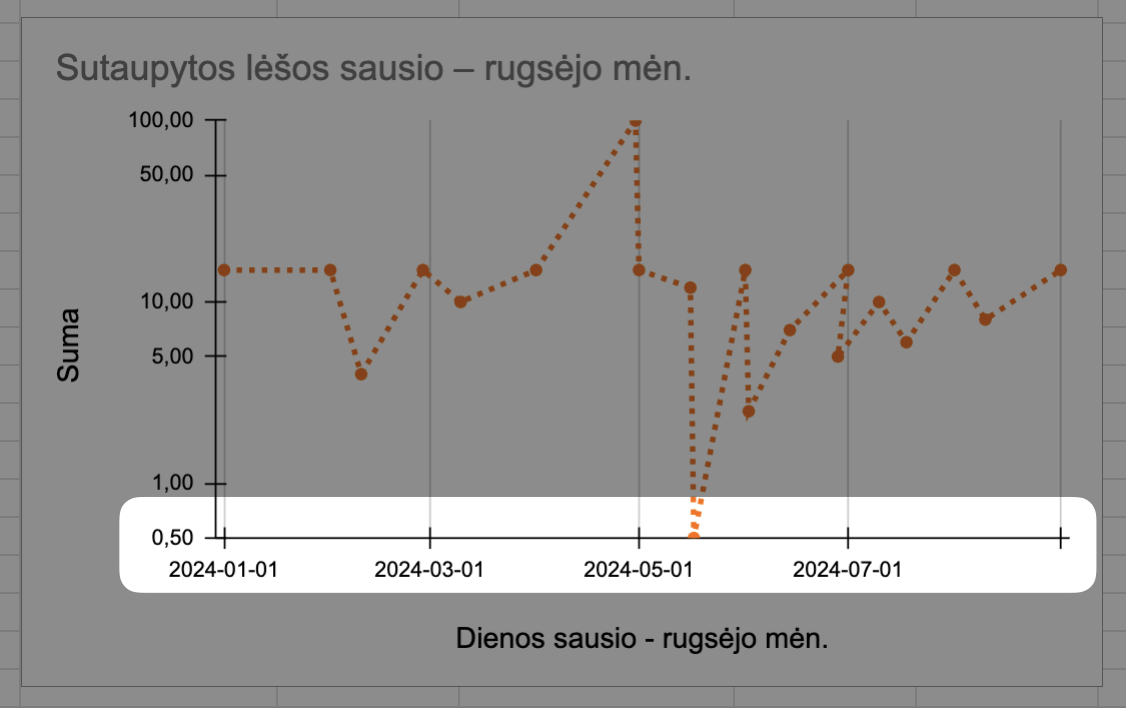 Sutaupytos lėšos sausio – rugsėjo mėn.
100,00
50,00
10,00
5,00
1,00
0,50
Suma
2024-01-01 2024-03-01 2024-05-01 2024-07-01
Dienos sausio - rugsėjo mėn.